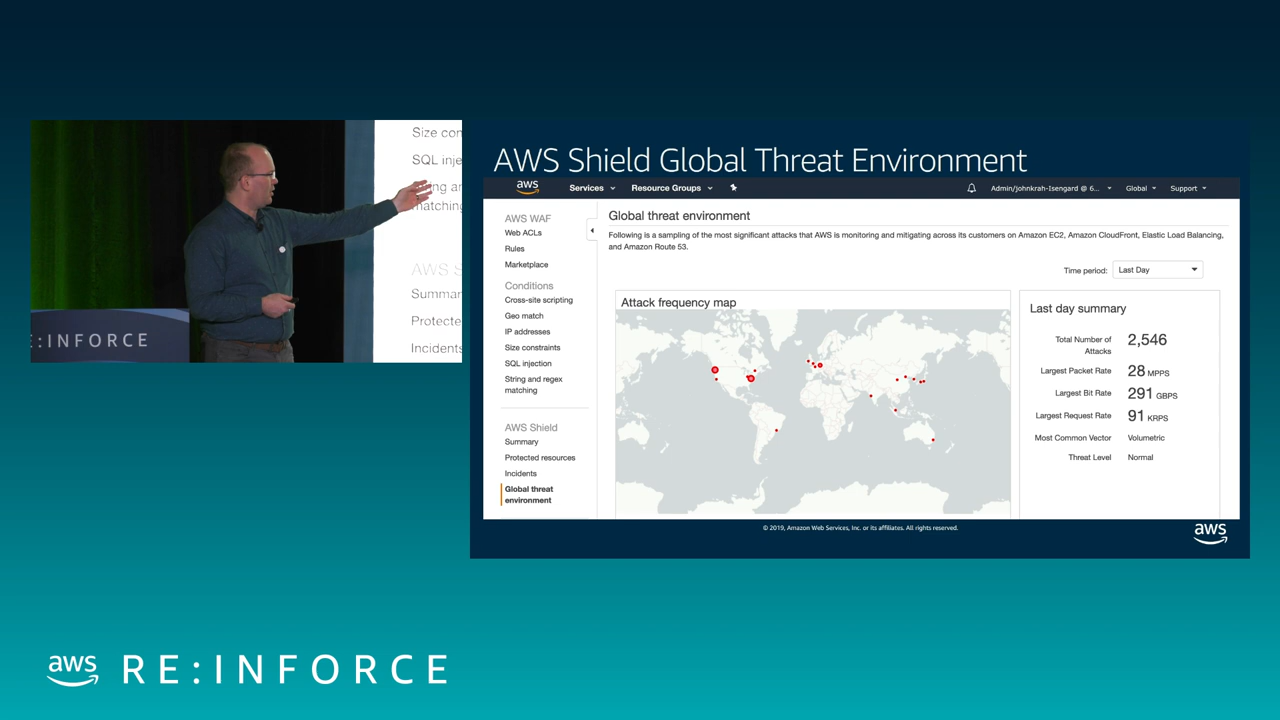 Size con
SQL inje
ng ar
matching
AWS S
Summar
Protecte
Incidents
E:INFORCE
AWS Shield Global Threat Environment
aws
Services
Resource Groups
Admin/johnkrah-Isengard @ 6...
Global
Support
AWS WAF
Web ACLs
Rules
Marketplace
Conditions
Cross-site scripting
Geo match
IP addresses
Size constraints
SQL injection
String and regex
matching
AWS Shield
Summary
Protected resources
Incidents
Global threat
environment
Global threat environment
Following is a sampling of the most significant attacks that AWS is monitoring and mitigating across its customers on Amazon EC2, Amazon CloudFront, Elastic Load Balancing,
and Amazon Route 53.
Time period: Last Day
Attack frequency map
Last day summary
Total Number of
Attacks 2,546
Largest Packet Rate 28 MPPS
Largest Bit Rate 291 GBPS
Largest Request Rate 91 KRPS
Most Common Vector Volumetric
Threat Level Normal
© 2019, Amazon Web Services, Inc. or its affiliates. All rights reserved.
aws
aws RE:INFORCE